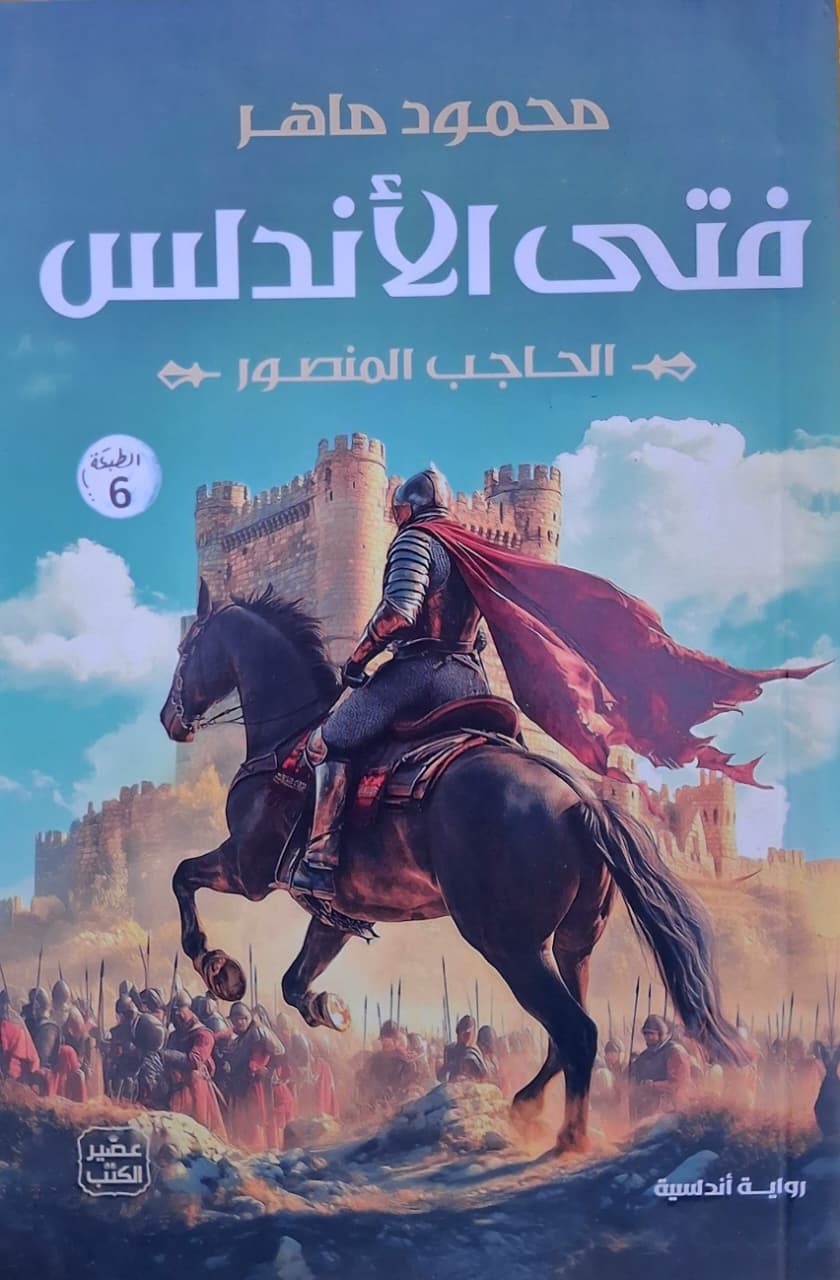 محمود ماهر
فتى الأندلس
الحاجب المنصور
الطبعة
6
عصير
الكتب
رواية أندلسية